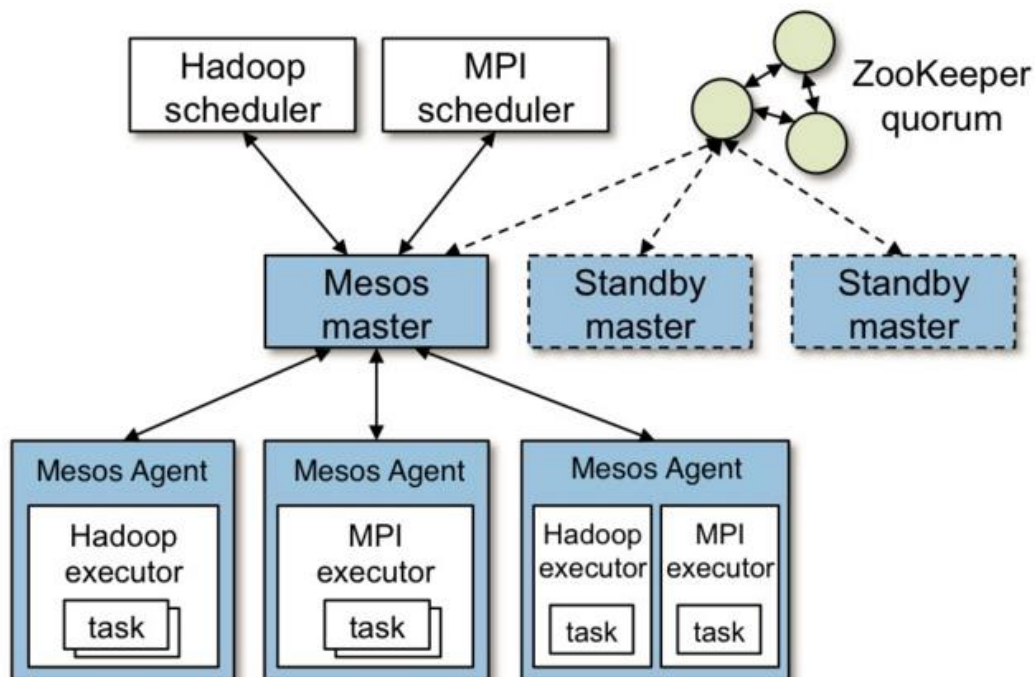 Hadoop
scheduler
MPI
scheduler
ZooKeeper
quorum
Mesos
master
Standby
master
Standby
master
Mesos Agent
Hadoop
executor
task
Mesos Agent
MPI
executor
task
Mesos Agent
Hadoop
executor
task
MPI
executor
task